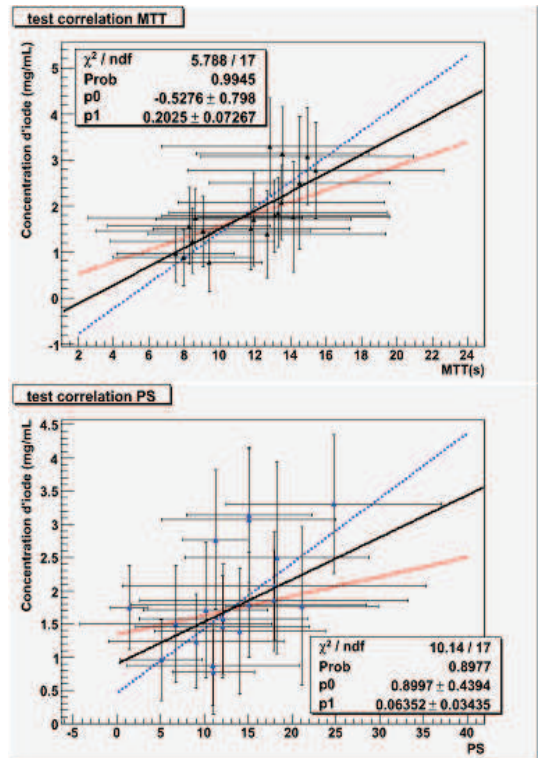 test correlation MTT
χ² / ndf 5.788 / 17
Prob 0.9945
p0 -0.5276 ± 0.798
p1 0.2025 ± 0.07267
Concentration d'iode (mg/mL)
5
4
3
2
1
0
-1
2 4 6 8 10 12 14 16 18 20 22 24
MTT(s)
test correlation PS
Concentration d'iode (mg/mL)
4.5
4
3.5
3
2.5
2
1.5
1
0.5
0
χ² / ndf 10.14 / 17
Prob 0.8977
p0 0.8997 ± 0.4394
p1 0.06352 ± 0.03435
-5 0 5 10 15 20 25 30 35 40
PS